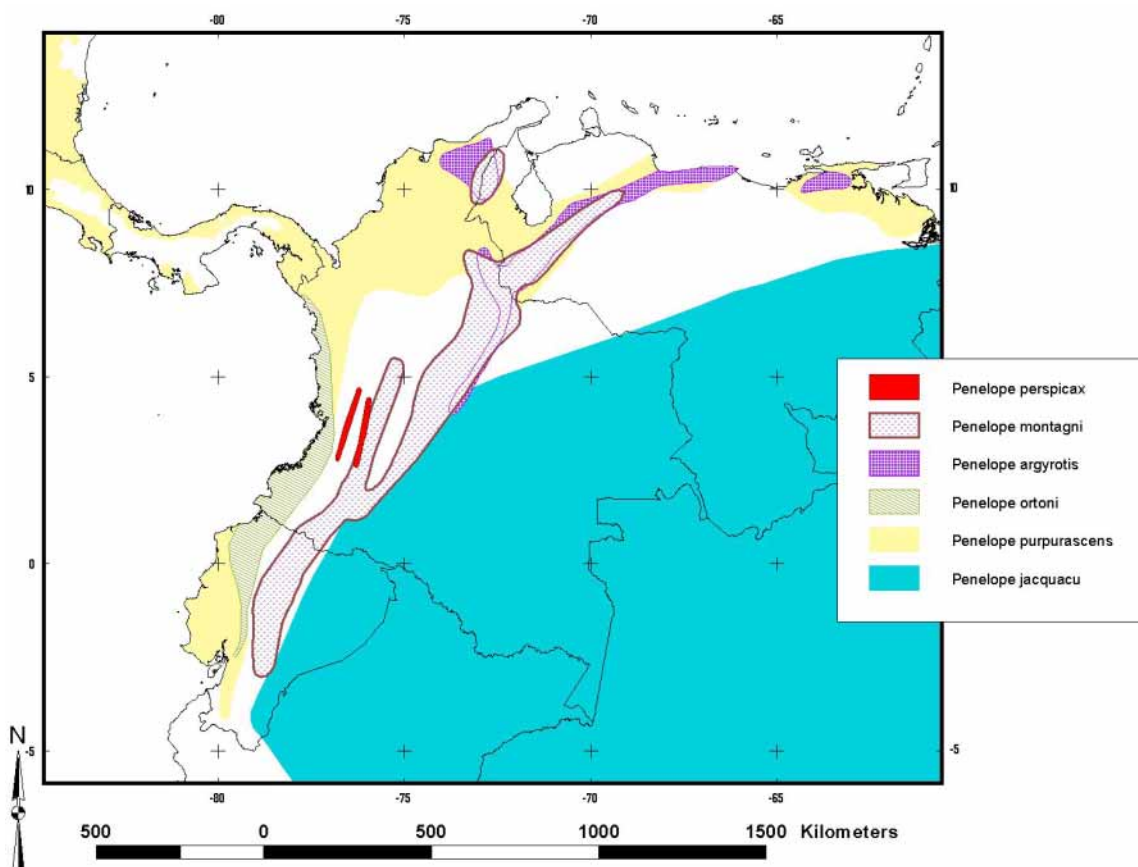 -80 -75 -70 -65
10 10
5
0
-5 -5
-80 -75 -70 -65
Penelope perspicax
Penelope montagni
Penelope argyrotis
Penelope ortoni
Penelope purpurascens
Penelope jacquacu
N
500 0 500 1000 1500 Kilometers